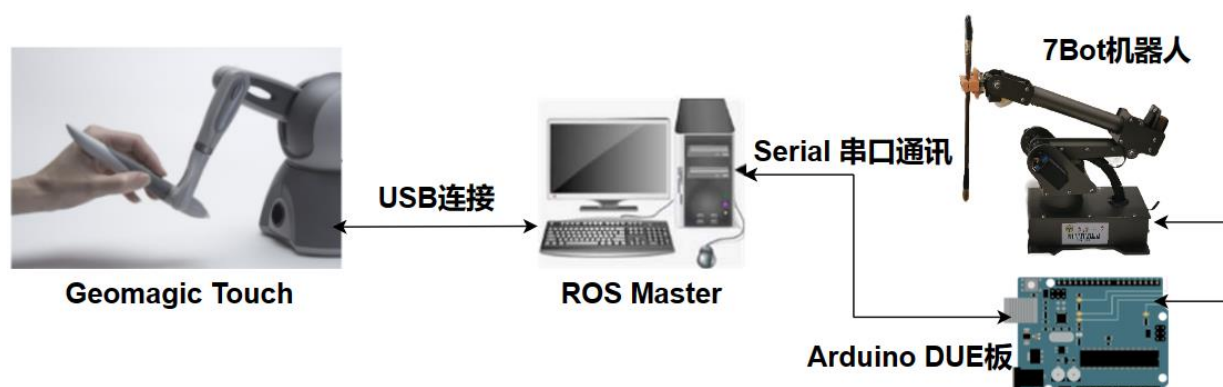 7Bot机器人
Serial 串口通讯
USB连接
Geomagic Touch
ROS Master
Arduino DUE板